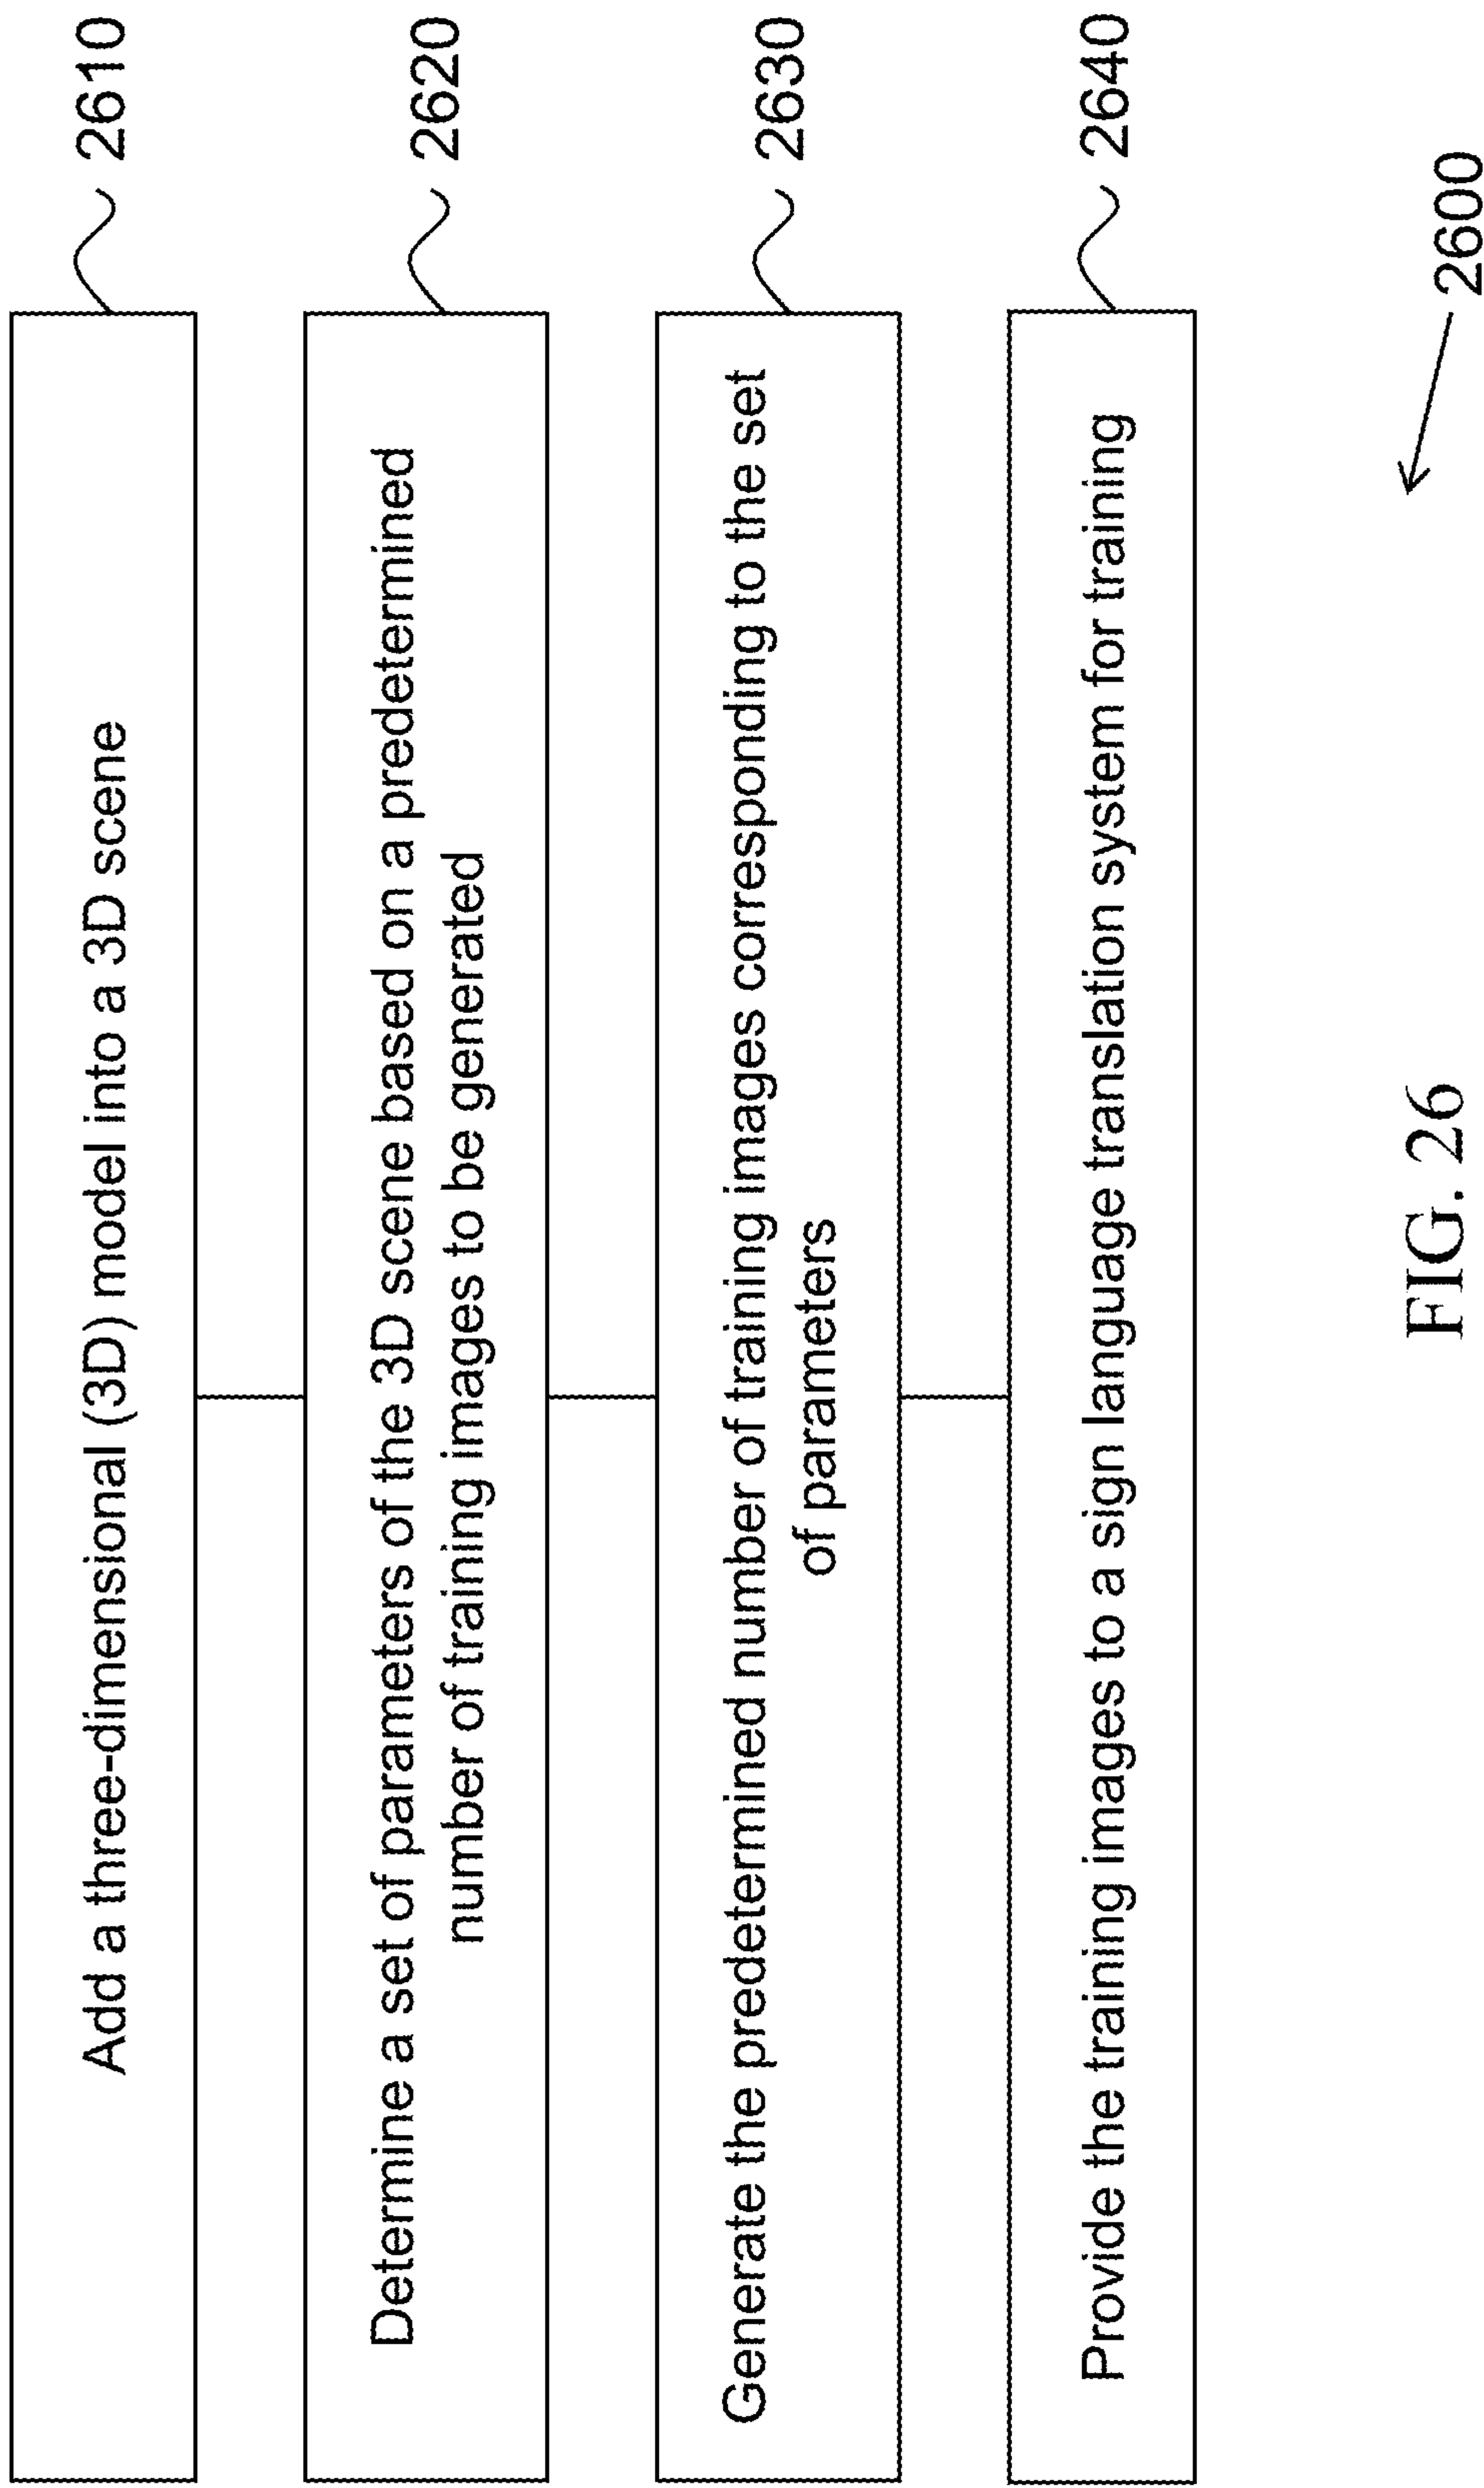 Add a three-dimensional (3D) model into a 3D scene
2610
Determine a set of parameters of the 3D scene based on a predetermined
number of training images to be generated
2620
Generate the predetermined number of training images corresponding to the set
of parameters
2630
Provide the training images to a sign language translation system for training
2640
2600
FIG. 26